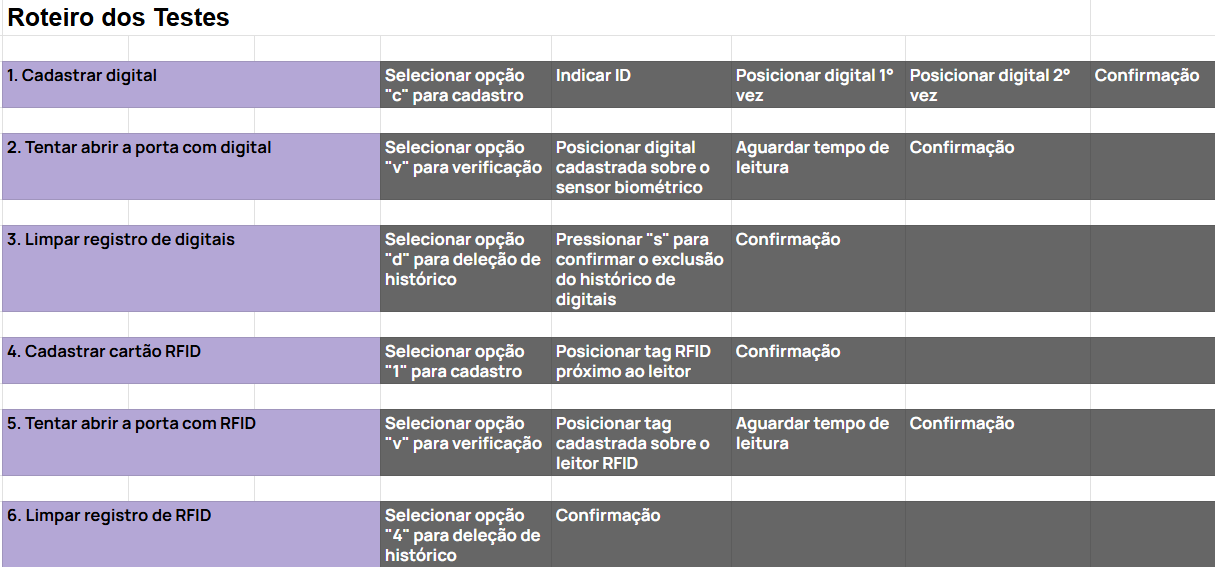 Roteiro dos Testes
1. Cadastrar digital
Selecionar opção
"c" para cadastro
Indicar ID
Posicionar digital 1°
vez
Posicionar digital 2°
vez
Confirmação
2. Tentar abrir a porta com digital
Selecionar opção
"v" para verificação
Posicionar digital
cadastrada sobre o
sensor biométrico
Aguardar tempo de
leitura
Confirmação
3. Limpar registro de digitais
Selecionar opção
"d" para deleção de
histórico
Pressionar "s" para
confirmar o exclusão
do histórico de
digitais
Confirmação
4. Cadastrar cartão RFID
Selecionar opção
"1" para cadastro
Posicionar tag RFID
próximo ao leitor
Confirmação
5. Tentar abrir a porta com RFID
Selecionar opção
"v" para verificação
Posicionar tag
cadastrada sobre o
leitor RFID
Aguardar tempo de
leitura
Confirmação
6. Limpar registro de RFID
Selecionar opção
"4" para deleção de
histórico
Confirmação